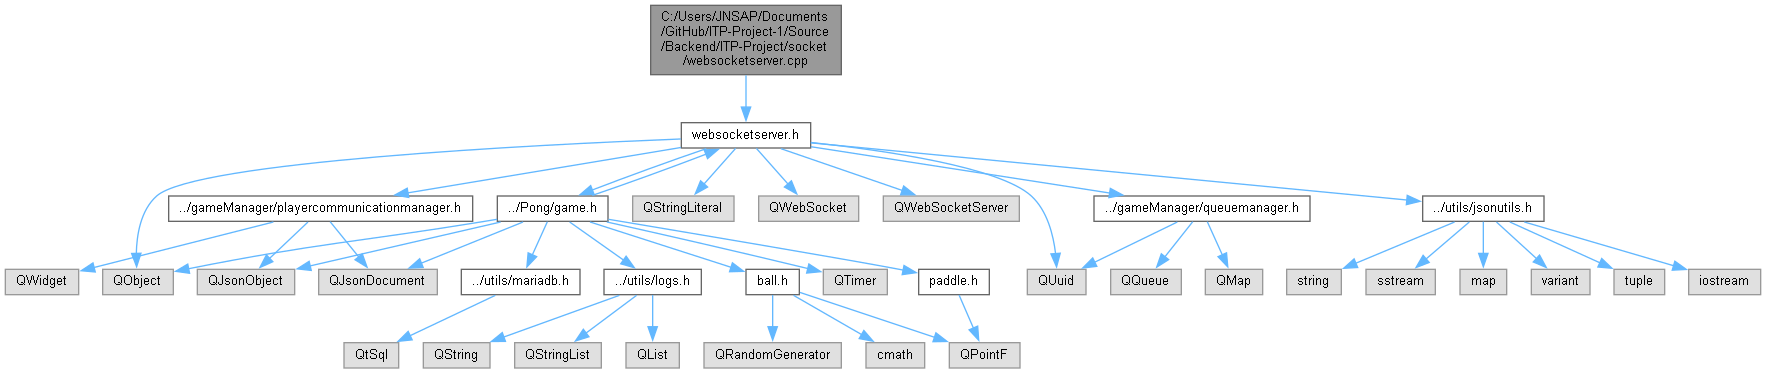 C:/Users/JNSAP/Documents
/GitHub/ITP-Project-1/Source
/Backend/ITP-Project/socket
/websocketserver.cpp
websocketserver.h
../gameManager/playercommunicationmanager.h
../Pong/game.h
QStringLiteral
QWebSocket
QWebSocketServer
../gameManager/queuemanager.h
../utils/jsonutils.h
QWidget
QObject
QJsonObject
QJsonDocument
../utils/mariadb.h
../utils/logs.h
ball.h
QTimer
paddle.h
QUuid
QQueue
QMap
string
sstream
map
variant
tuple
iostream
QtSql
QString
QStringList
QList
QRandomGenerator
cmath
QPointF